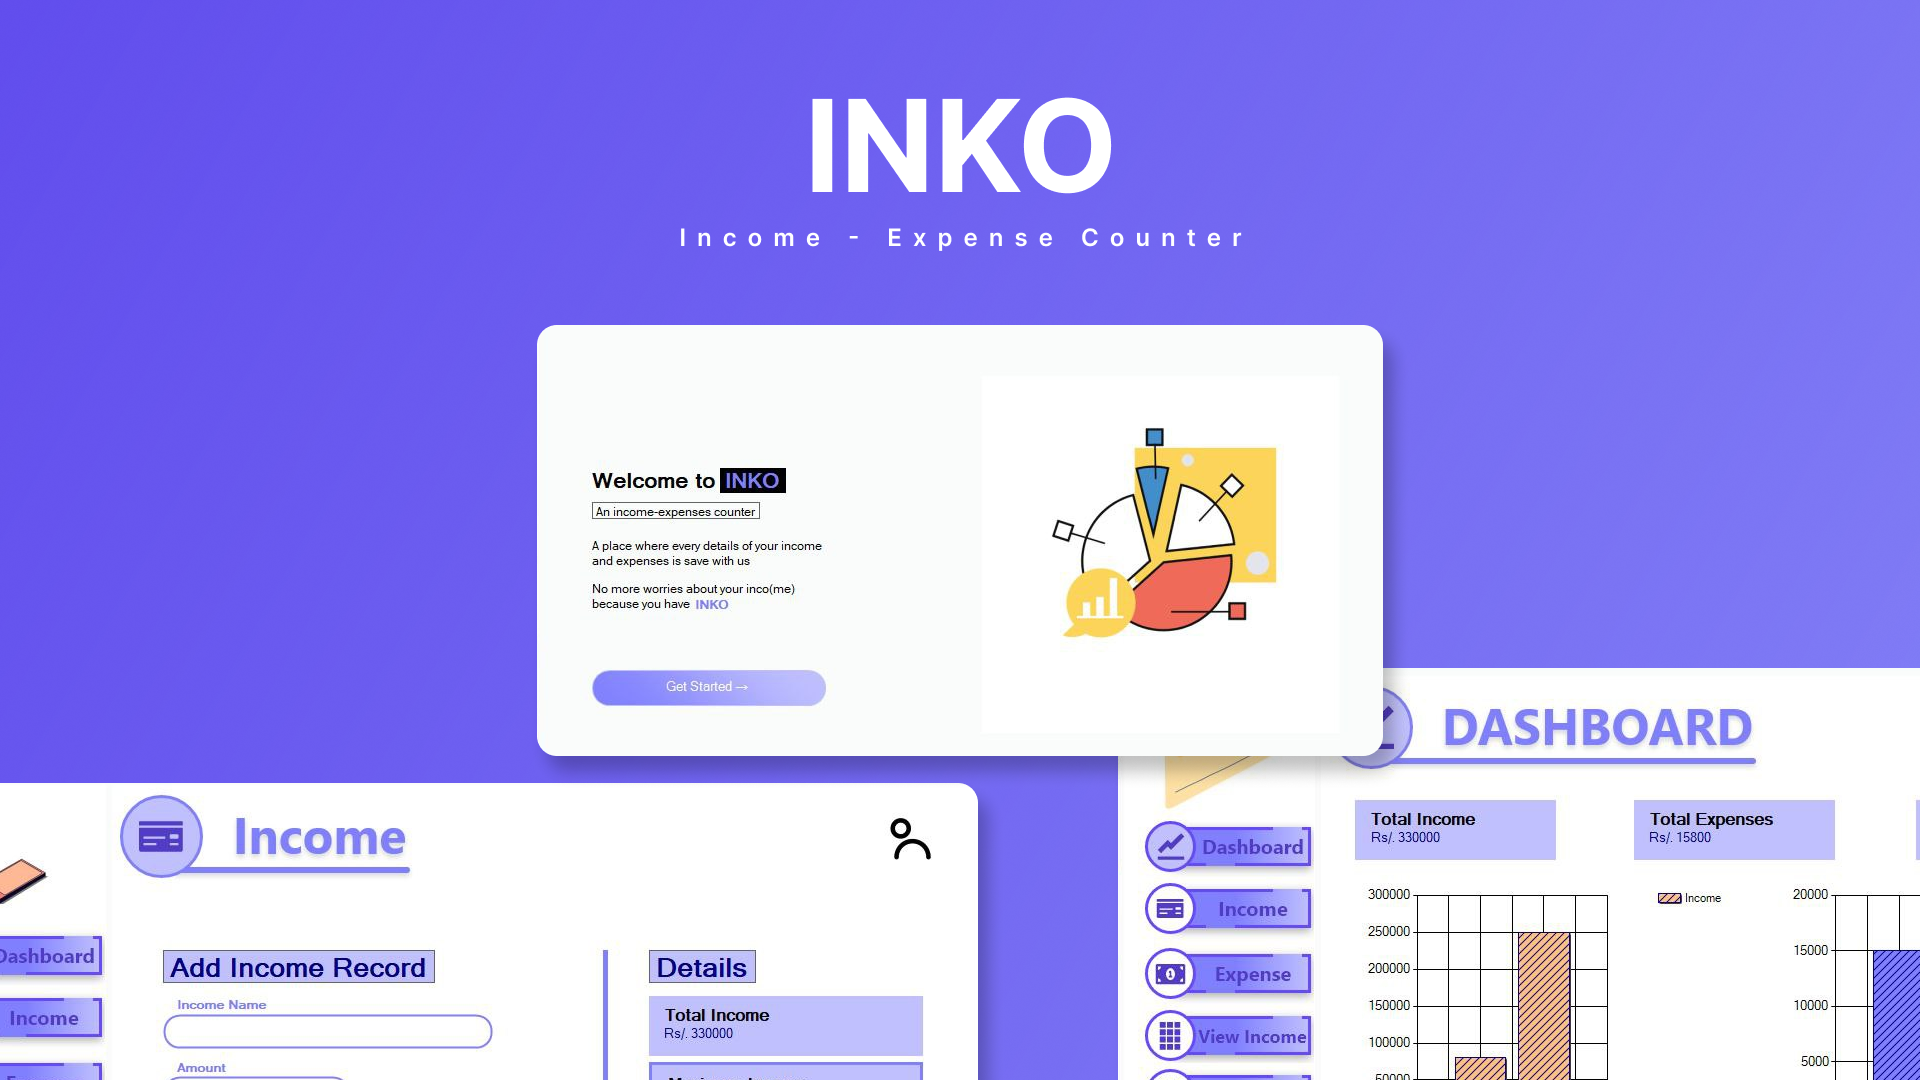 INKO
Income - Expense Counter
Welcome to INKO
An income-expenses counter
A place where every details of your income
and expenses is save with us
No more worries about your inco(me)
because you have INKO
Get Started →
DASHBOARD
Total Income
Rs/. 330000
Total Expenses
Rs/. 15800
Dashboard
Income
Expense
View Income
300000
250000
200000
150000
100000
50000
Income
20000
15000
10000
5000
Income
Dashboard
Income
Add Income Record
Income Name
Amount
Details
Total Income
Rs/. 330000